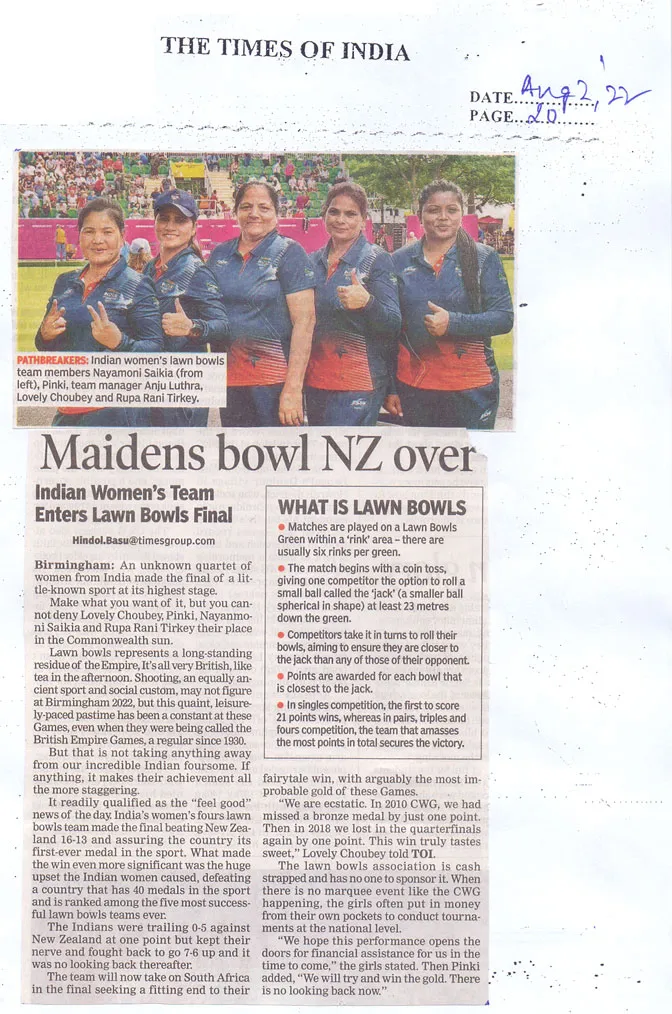 THE TIMES OF INDIA
DATE Aug 2, 22
PAGE 20
PATHBREAKERS: Indian women's lawn bowls
team members Nayamoni Saikia (from
left), Pinki, team manager Anju Luthra,
Lovely Choubey and Rupa Rani Tirkey.
Maidens bowl NZ over
Indian Women's Team
Enters Lawn Bowls Final
Hindol.Basu@timesgroup.com
Birmingham: An unknown quartet of
women from India made the final of a lit-
tle-known sport at its highest stage.
Make what you want of it, but you can-
not deny Lovely Choubey, Pinki, Nayanmo-
ni Saikia and Rupa Rani Tirkey their place
in the Commonwealth sun.
Lawn bowls represents a long-standing
residue of the Empire, It's all very British, like
tea in the afternoon. Shooting, an equally an-
cient sport and social custom, may not figure
at Birmingham 2022, but this quaint, leisure-
ly-paced pastime has been a constant at these
Games, even when they were being called the
British Empire Games, a regular since 1930.
But that is not taking anything away
from our incredible Indian foursome. If
anything, it makes their achievement all
the more staggering.
It readily qualified as the "feel good"
news of the day. India's women's fours lawn
bowls team made the final beating New Zea-
land 16-13 and assuring the country its
first-ever medal in the sport. What made
the win even more significant was the huge
upset the Indian women caused, defeating
a country that has 40 medals in the sport
and is ranked among the five most success-
ful lawn bowls teams ever.
The Indians were trailing 0-5 against
New Zealand at one point but kept their
nerve and fought back to go 7-6 up and it
was no looking back thereafter.
The team will now take on South Africa
in the final seeking a fitting end to their
WHAT IS LAWN BOWLS
● Matches are played on a Lawn Bowls
Green within a 'rink' area – there are
usually six rinks per green.
● The match begins with a coin toss,
giving one competitor the option to roll a
small ball called the 'jack' (a smaller ball
spherical in shape) at least 23 metres
down the green.
● Competitors take it in turns to roll their
bowls, aiming to ensure they are closer to
the jack than any of those of their opponent.
● Points are awarded for each bowl that
is closest to the jack.
● In singles competition, the first to score
21 points wins, whereas in pairs, triples and
fours competition, the team that amasses
the most points in total secures the victory.
fairytale win, with arguably the most im-
probable gold of these Games.
"We are ecstatic. In 2010 CWG, we had
missed a bronze medal by just one point.
Then in 2018 we lost in the quarterfinals
again by one point. This win truly tastes
sweet," Lovely Choubey told TOI.
The lawn bowls association is cash
strapped and has no one to sponsor it. When
there is no marquee event like the CWG
happening, the girls often put in money
from their own pockets to conduct tourna-
ments at the national level.
"We hope this performance opens the
doors for financial assistance for us in the
time to come," the girls stated. Then Pinki
added, "We will try and win the gold. There
is no looking back now."